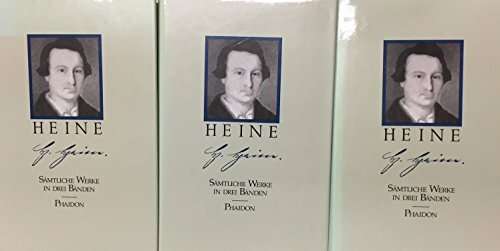 HEINE
H. Heine.
SÄMTLICHE WERKE
IN DREI BÄNDEN
PHAIDON
HEINE
H. Heine.
SÄMTLICHE WERKE
IN DREI BÄNDEN
PHAIDON
HEINE
H. Heine.
SÄMTLICHE WERKE
IN DREI BÄNDEN
PHAIDON